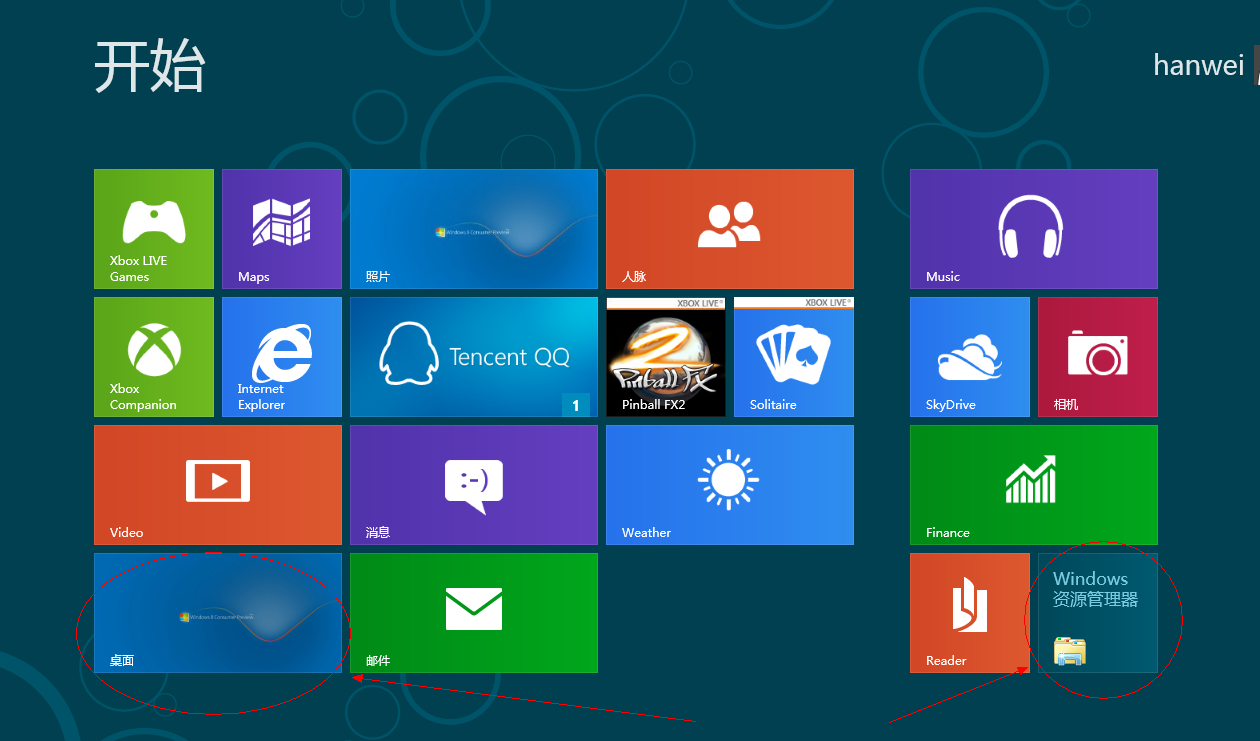 开始
hanwei
Xbox LIVE
Games
Maps
Windows 8 Consumer Preview
照片
人脉
Music
Xbox
Companion
Internet
Explorer
Tencent QQ
1
XBOX LIVE
2
Pinball FX
Pinball FX2
XBOX LIVE
Solitaire
SkyDrive
相机
Video
:-)
消息
Weather
Finance
Windows 8 Consumer Preview
桌面
邮件
Reader
Windows
资源管理器